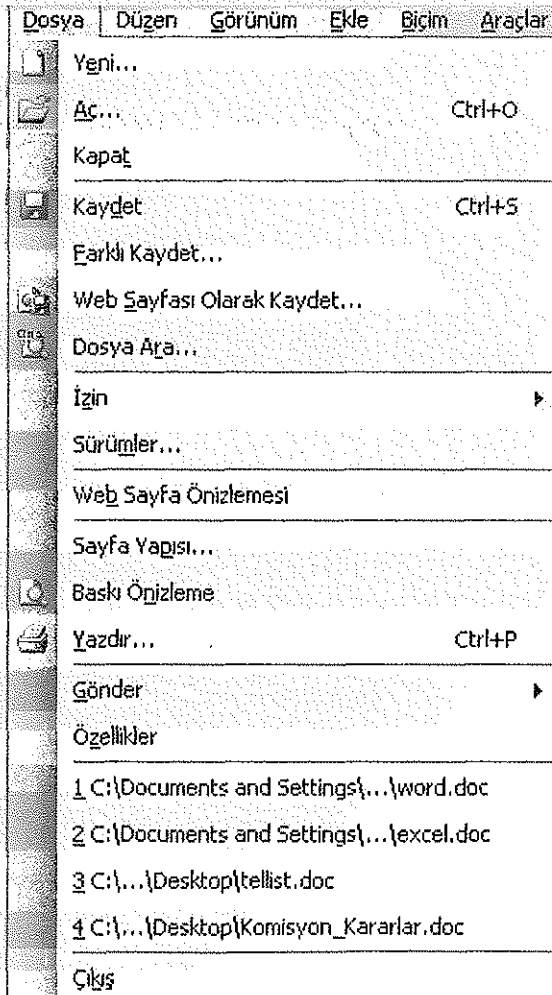 Dosya Düzen Görünüm Ekle Biçim Araçlar
Yeni...
Aç... Ctrl+O
Kapat
Kaydet Ctrl+S
Farklı Kaydet...
Web Sayfası Olarak Kaydet...
Dosya Ara...
İzin
Sürümler...
Web Sayfa Önizlemesi
Sayfa Yapısı...
Baskı Önizleme
Yazdır... Ctrl+P
Gönder
Özellikler
1 C:\Documents and Settings\...\word.doc
2 C:\Documents and Settings\...\excel.doc
3 C:\...\Desktop\tellist.doc
4 C:\...\Desktop\Komisyon_Kararlar.doc
Çıkış